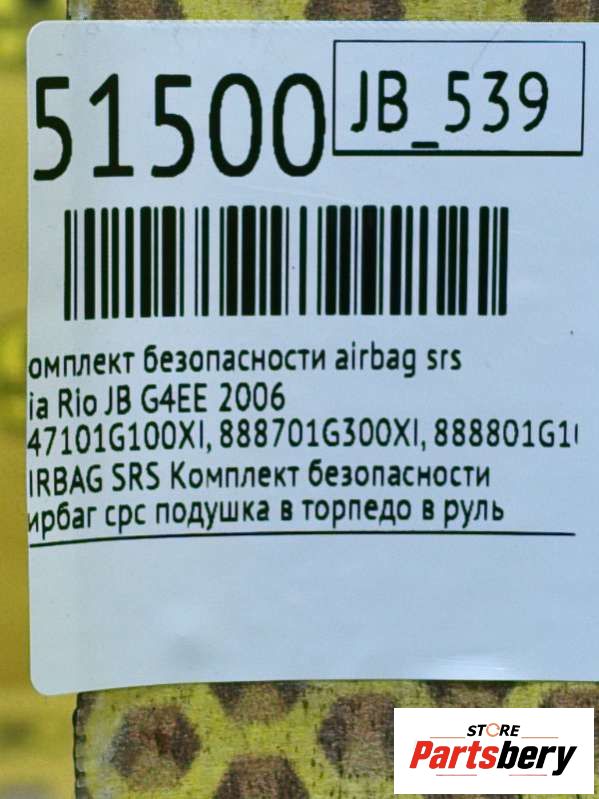 51500
JB_539
омплект безопасности airbag srs
ia Rio JB G4EE 2006
47101G100XI, 888701G300XI, 888801G1
IRBAG SRS Комплект безопасности
ирбаг срс подушка в торпедо в руль
STORE
Partsbery